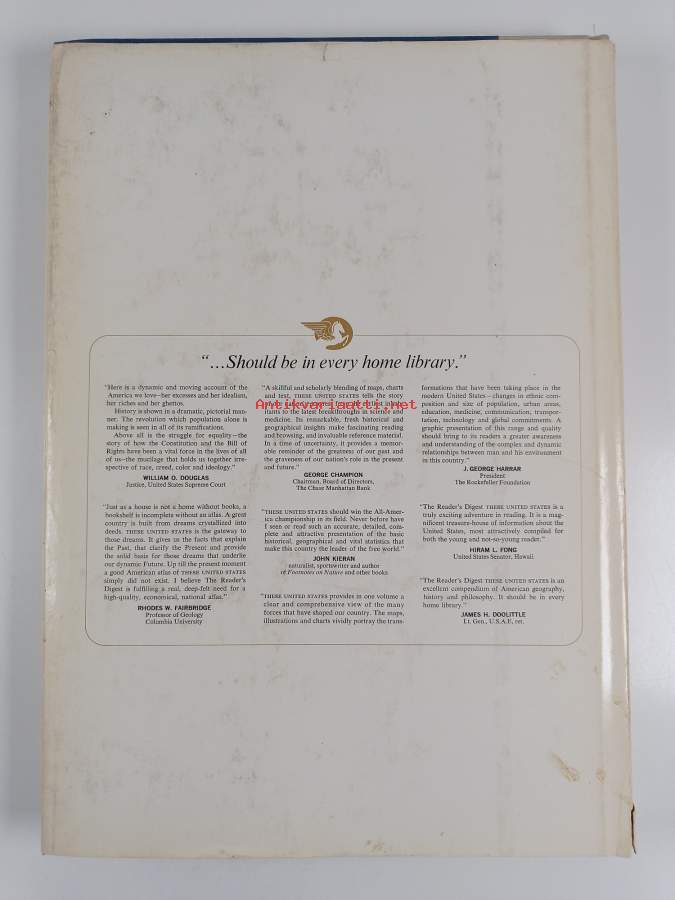 “...Should be in every home library.”
“Here is a dynamic and moving account of the
America we love—her excesses and her idealism,
her riches and her ghettos.
History is shown in a dramatic, pictorial man-
ner. The revolution which population alone is
making is seen in all of its ramifications.
Above all is the struggle for equality—the
story of how the Constitution and the Bill of
Rights have been a vital force in the lives of all
of us—the mucilage that holds us together irre-
spective of race, creed, color and ideology.”
WILLIAM O. DOUGLAS
Justice, United States Supreme Court
“Just as a house is not a home without books, a
bookshelf is incomplete without an atlas. A great
country is built from dreams crystallized into
deeds. THESE UNITED STATES is the gateway to
those dreams. It gives us the facts that explain
the Past, that clarify the Present and provide
the solid basis for those dreams that underlie
our dynamic Future. Up till the present moment
a good American atlas of THESE UNITED STATES
simply did not exist. I believe The Reader's
Digest is fulfilling a real, deep-felt need for a
high-quality, economical, national atlas.”
RHODES W. FAIRBRIDGE
Professor of Geology
Columbia University
“A skillful and scholarly blending of maps, charts
and text, THESE UNITED STATES tells the story
of our nation's progress from the earliest inhabi-
tants to the latest breakthroughs in science and
medicine. Its remarkable, fresh historical and
geographical insights make fascinating reading
and browsing, and invaluable reference material.
In a time of uncertainty, it provides a memor-
able reminder of the greatness of our past and
the graveness of our nation's role in the present
and future.”
GEORGE CHAMPION
Chairman, Board of Directors,
The Chase Manhattan Bank
“THESE UNITED STATES should win the All-Amer-
ica championship in its field. Never before have
I seen or read such an accurate, detailed, com-
plete and attractive presentation of the basic
historical, geographical and vital statistics that
make this country the leader of the free world.”
JOHN KIERAN
naturalist, sportswriter and author
of Footnotes on Nature and other books
“THESE UNITED STATES provides in one volume a
clear and comprehensive view of the many
forces that have shaped our country. The maps,
illustrations and charts vividly portray the trans-
formations that have been taking place in the
modern United States—changes in ethnic com-
position and size of population, urban areas,
education, medicine, communication, transpor-
tation, technology and global commitments. A
graphic presentation of this range and quality
should bring to its readers a greater awareness
and understanding of the complex and dynamic
relationships between man and his environment
in this country.”
J. GEORGE HARRAR
President
The Rockefeller Foundation
“The Reader's Digest THESE UNITED STATES is a
truly exciting adventure in reading. It is a mag-
nificent treasure-house of information about the
United States, most attractively compiled for
both the young and not-so-young reader.”
HIRAM L. FONG
United States Senator, Hawaii
“The Reader's Digest THESE UNITED STATES is an
excellent compendium of American geography,
history and philosophy. It should be in every
home library.”
JAMES H. DOOLITTLE
Lt. Gen., U.S.A.F., ret.
Antikvariaatti.net